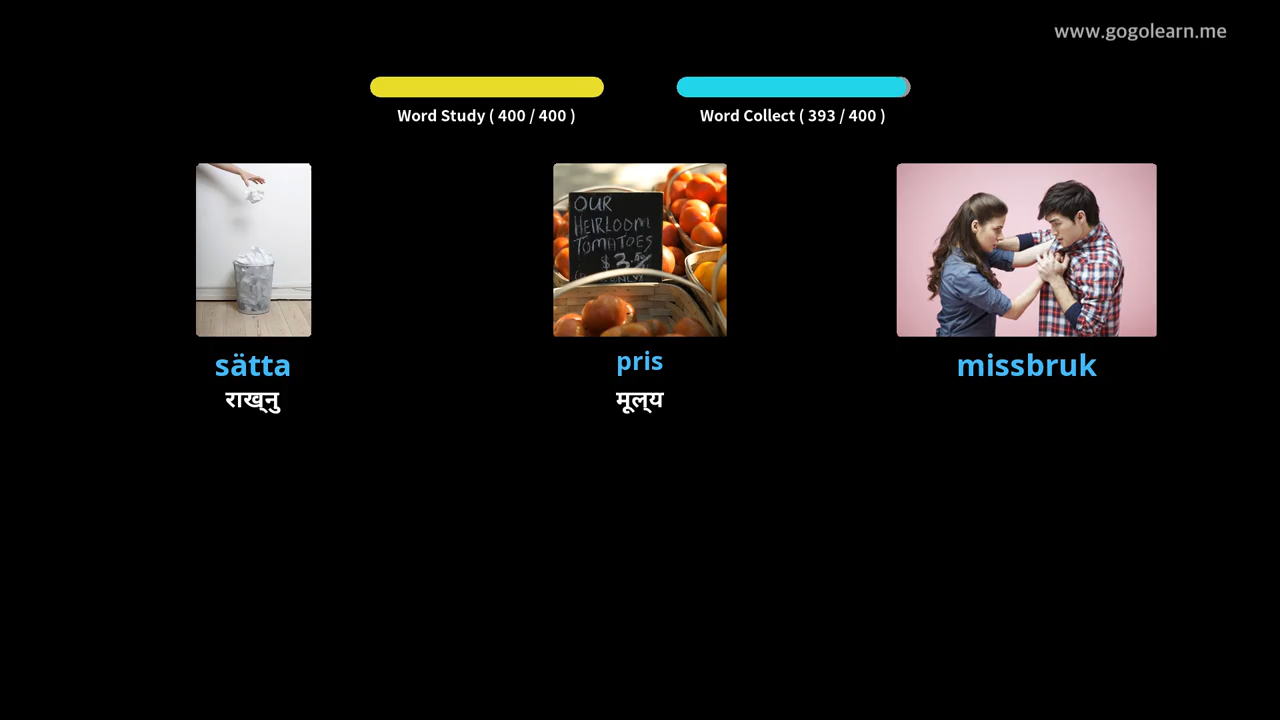 www.gogolearn.me
Word Study ( 400 / 400 )
Word Collect ( 393 / 400 )
OUR
HEIRLOOM
TOMATOES
sätta
pris
missbruk
राख्नु
मूल्य